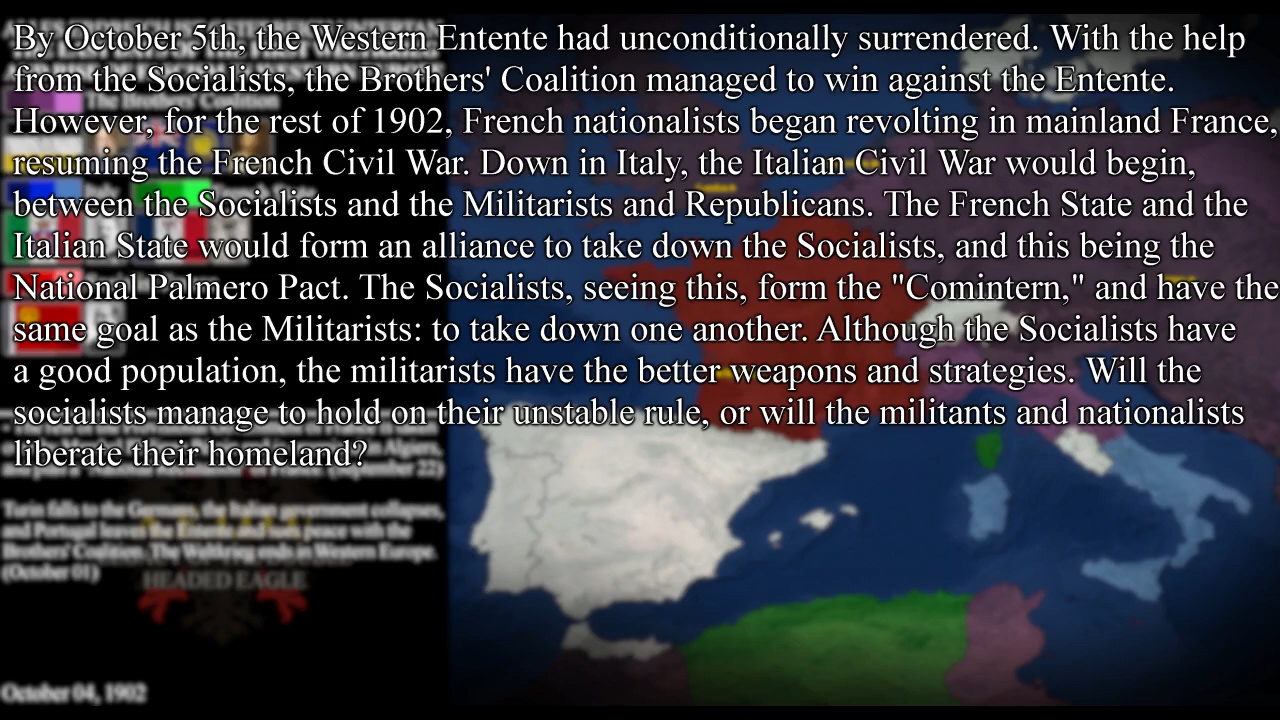 By October 5th, the Western Entente had unconditionally surrendered. With the help
from the Socialists, the Brothers' Coalition managed to win against the Entente.
However, for the rest of 1902, French nationalists began revolting in mainland France,
resuming the French Civil War. Down in Italy, the Italian Civil War would begin,
between the Socialists and the Militarists and Republicans. The French State and the
Italian State would form an alliance to take down the Socialists, and this being the
National Palmero Pact. The Socialists, seeing this, form the "Comintern," and have the
same goal as the Militarists: to take down one another. Although the Socialists have
a good population, the militarists have the better weapons and strategies. Will the
socialists manage to hold on their unstable rule, or will the militants and nationalists
liberate their homeland?
The Brothers' Coalition
Turin falls to the Germans, the Italian government collapses,
and Portugal leaves the Entente and sues peace with the
Brothers' Coalition. The Weltkrieg ends in Western Europe.
(October 01)
HEADED EAGLE
October 04, 1902